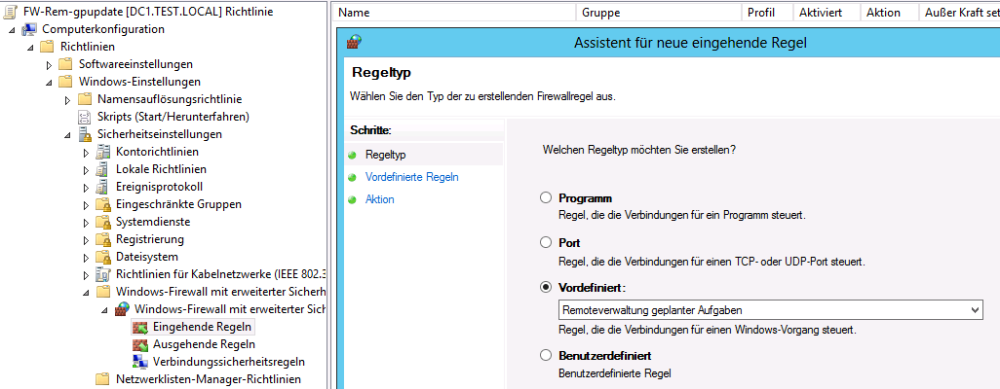 FW-Rem-gpupdate [DC1.TEST.LOCAL] Richtlinie
Computerkonfiguration
Richtlinien
Softwareeinstellungen
Windows-Einstellungen
Namensauflösungsrichtlinie
Skripts (Start/Herunterfahren)
Sicherheitseinstellungen
Kontorichtlinien
Lokale Richtlinien
Ereignisprotokoll
Eingeschränkte Gruppen
Systemdienste
Registrierung
Dateisystem
Richtlinien für Kabelnetzwerke (IEEE 802.3
Windows-Firewall mit erweiterter Sicherh
Windows-Firewall mit erweiterter Sich
Eingehende Regeln
Ausgehende Regeln
Verbindungssicherheitsregeln
Netzwerklisten-Manager-Richtlinien
Name Gruppe Profil Aktiviert Aktion Außer Kraft set
Assistent für neue eingehende Regel
Regeltyp
Wählen Sie den Typ der zu erstellenden Firewallregel aus.
Schritte:
Regeltyp
Vordefinierte Regeln
Aktion
Welchen Regeltyp möchten Sie erstellen?
Programm
Regel, die die Verbindungen für ein Programm steuert.
Port
Regel, die die Verbindungen für einen TCP- oder UDP-Port steuert.
Vordefiniert:
Remoteverwaltung geplanter Aufgaben
Regel, die die Verbindungen für einen Windows-Vorgang steuert.
Benutzerdefiniert
Benutzerdefinierte Regel